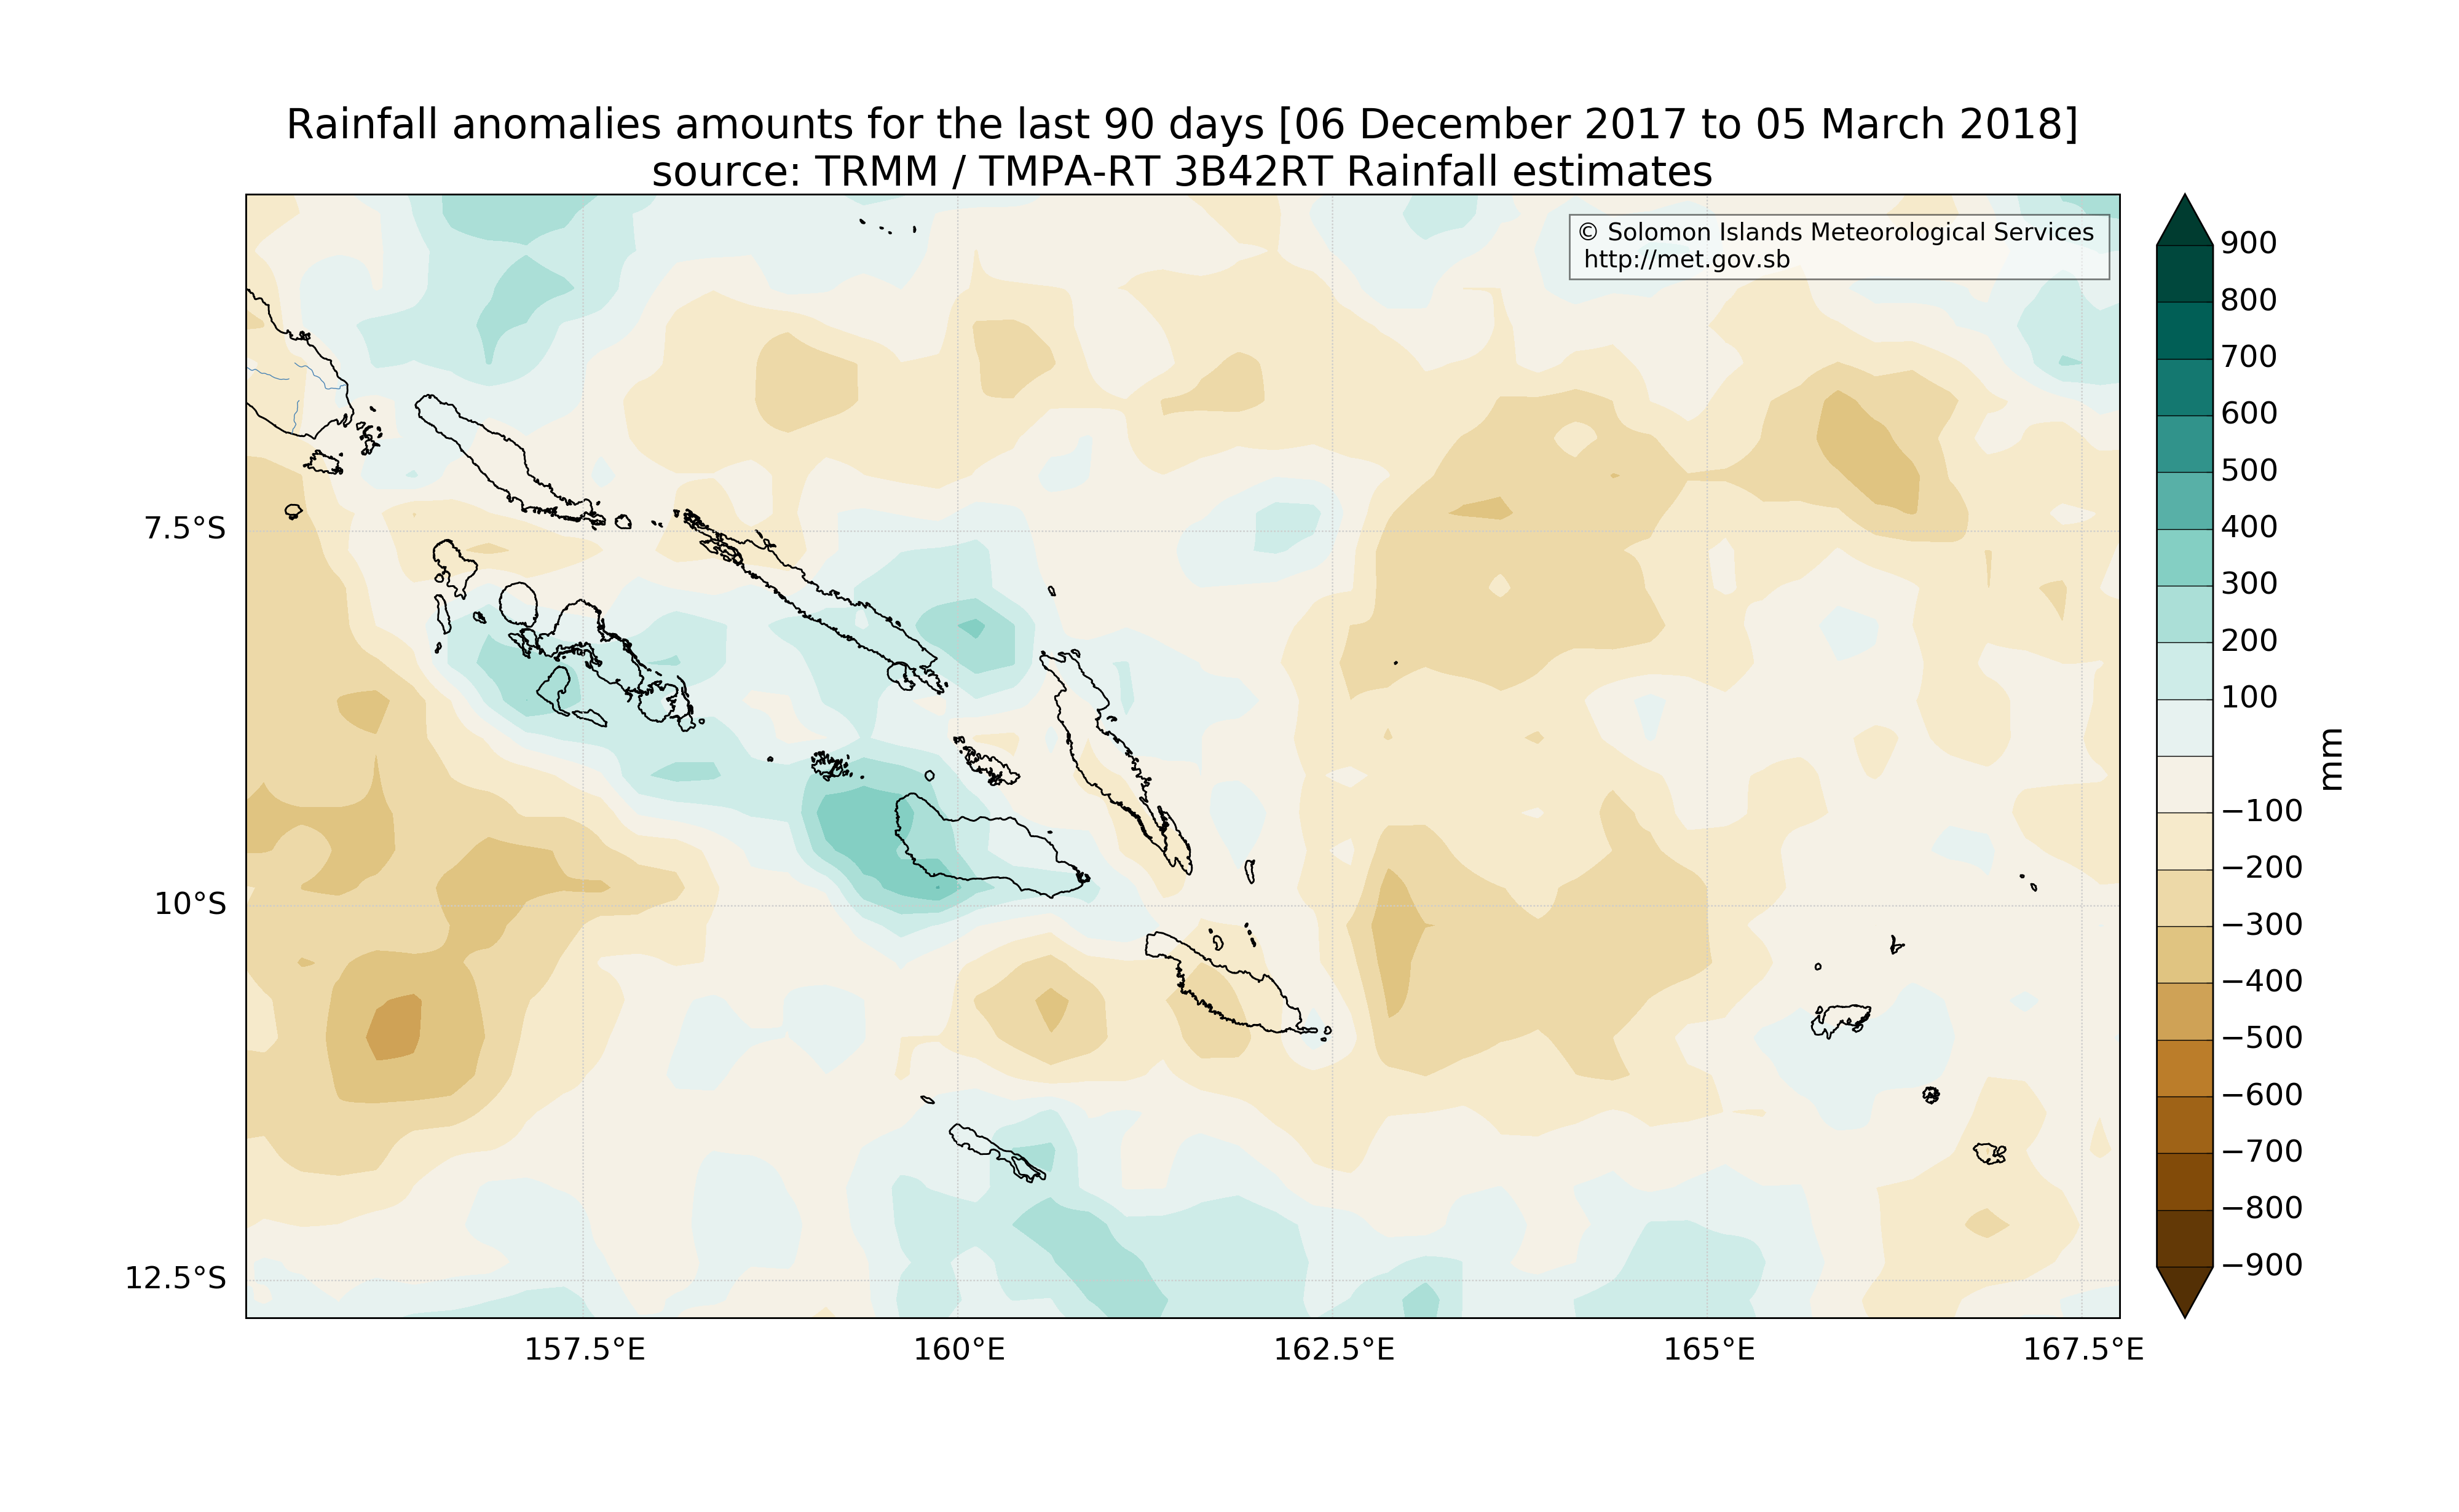 Rainfall anomalies amounts for the last 90 days [06 December 2017 to 05 March 2018]
source: TRMM / TMPA-RT 3B42RT Rainfall estimates
© Solomon Islands Meteorological Services
http://met.gov.sb
7.5°S
10°S
12.5°S
157.5°E
160°E
162.5°E
165°E
167.5°E
900
800
700
600
500
400
300
200
100
−100
−200
−300
−400
−500
−600
−700
−800
−900
mm